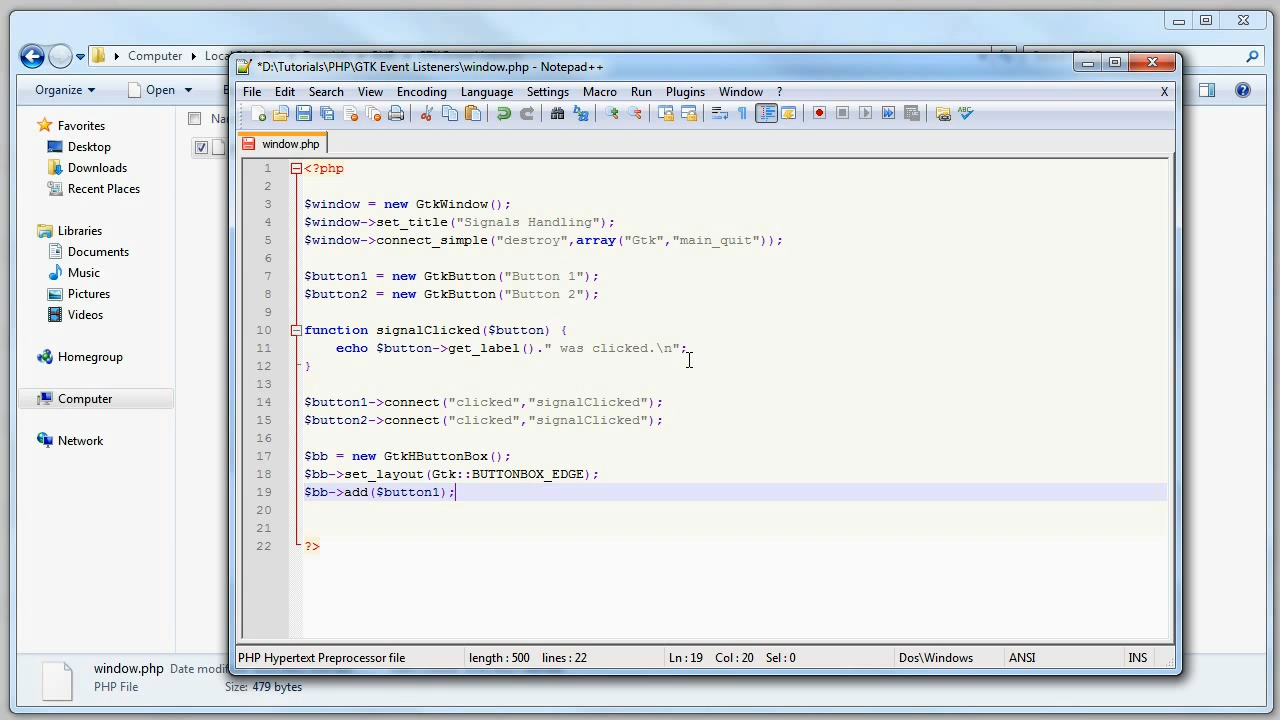 Computer
Loca
Organize
Open
Na
Favorites
Desktop
Downloads
Recent Places
Libraries
Documents
Music
Pictures
Videos
Homegroup
Computer
Network
*D:\Tutorials\PHP\GTK Event Listeners\window.php - Notepad++
File Edit Search View Encoding Language Settings Macro Run Plugins Window ? X
window.php
1 <?php
2
3 $window = new GtkWindow();
4 $window->set_title("Signals Handling");
5 $window->connect_simple("destroy",array("Gtk","main_quit"));
6
7 $button1 = new GtkButton("Button 1");
8 $button2 = new GtkButton("Button 2");
9
10 function signalClicked($button) {
11 echo $button->get_label()." was clicked.\n";
12 }
13
14 $button1->connect("clicked","signalClicked");
15 $button2->connect("clicked","signalClicked");
16
17 $bb = new GtkHButtonBox();
18 $bb->set_layout(Gtk::BUTTONBOX_EDGE);
19 $bb->add($button1);
20
21
22 ?>
PHP Hypertext Preprocessor file length : 500 lines : 22 Ln : 19 Col : 20 Sel : 0 Dos\Windows ANSI INS
window.php Date modif
PHP File Size: 479 bytes